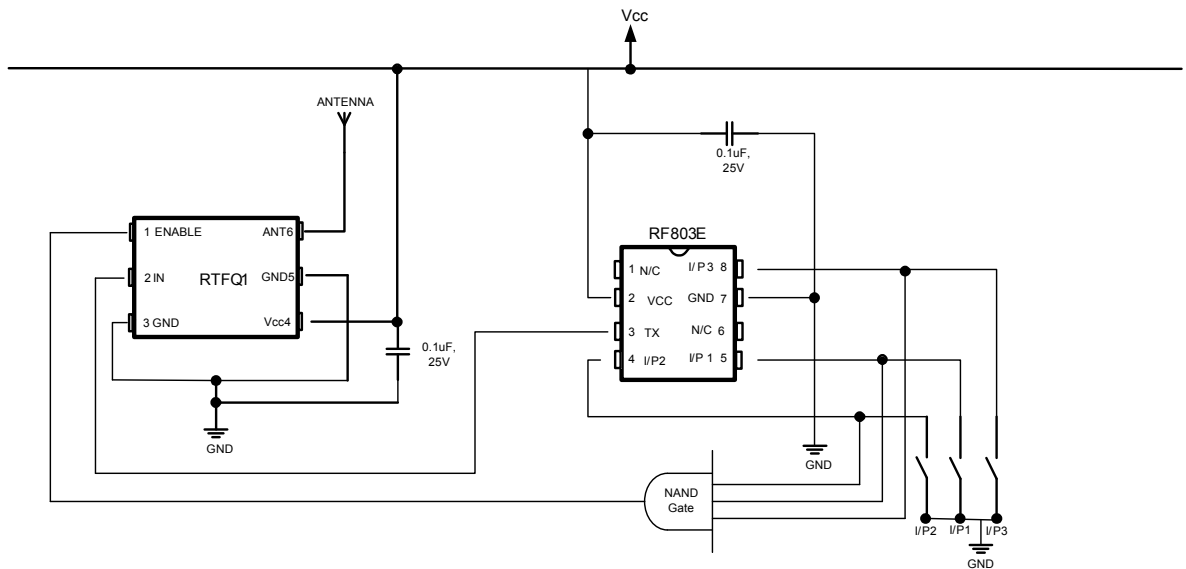 Vcc
ANTENNA
0.1uF,
25V
RF803E
1 ENABLE
ANT6
2 IN
RTFQ1
GND5
3 GND
Vcc4
0.1uF,
25V
1 N/C
I/P3 8
2 VCC
GND 7
3 TX
N/C 6
4 I/P2
I/P1 5
GND
GND
NAND
Gate
I/P2
I/P1
I/P3
GND